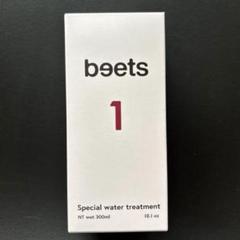 beets
1
Special water treatment
NT wet 300ml 10.1 oz